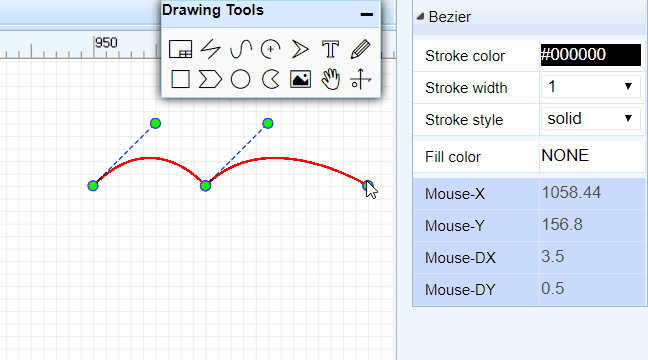 Drawing Tools
950
T
Bezier
Stroke color #000000
Stroke width 1
Stroke style solid
Fill color NONE
Mouse-X 1058.44
Mouse-Y 156.8
Mouse-DX 3.5
Mouse-DY 0.5